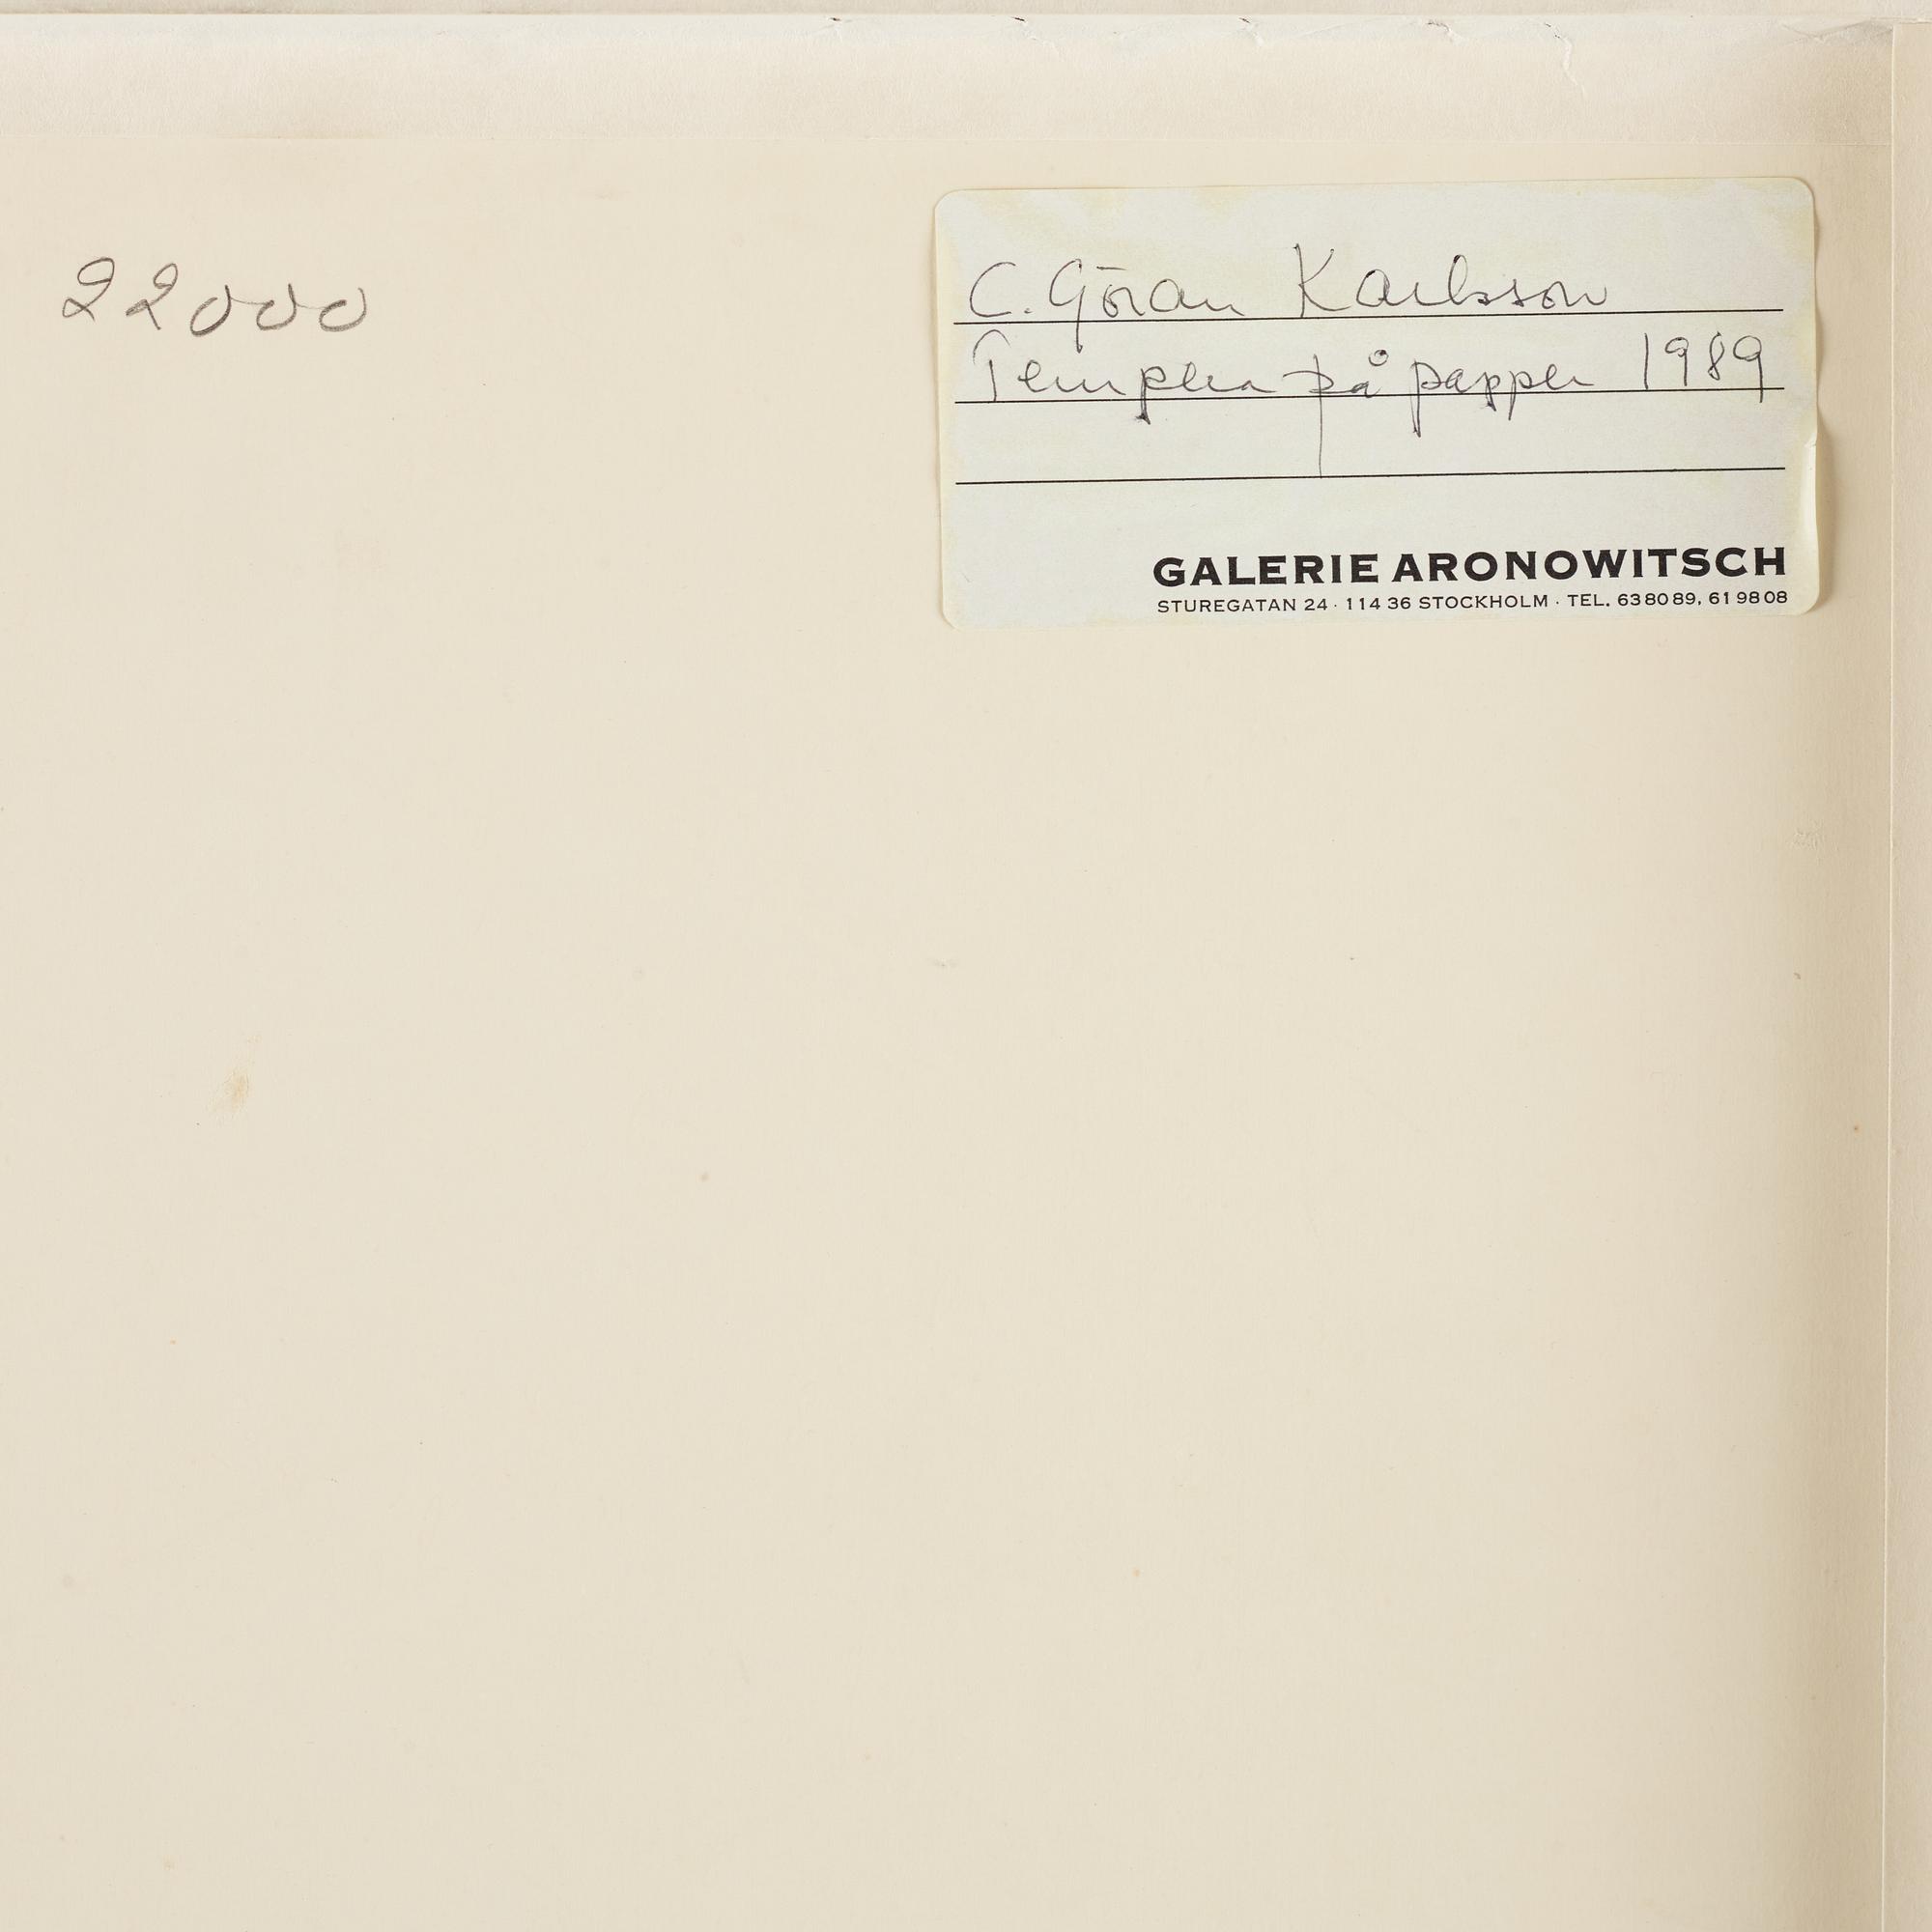 22000
C. Göran Karlsson
Tempera på papper 1989
GALERIE ARONOWITSCH
STUREGATAN 24 · 114 36 STOCKHOLM · TEL. 63 80 89, 61 98 08